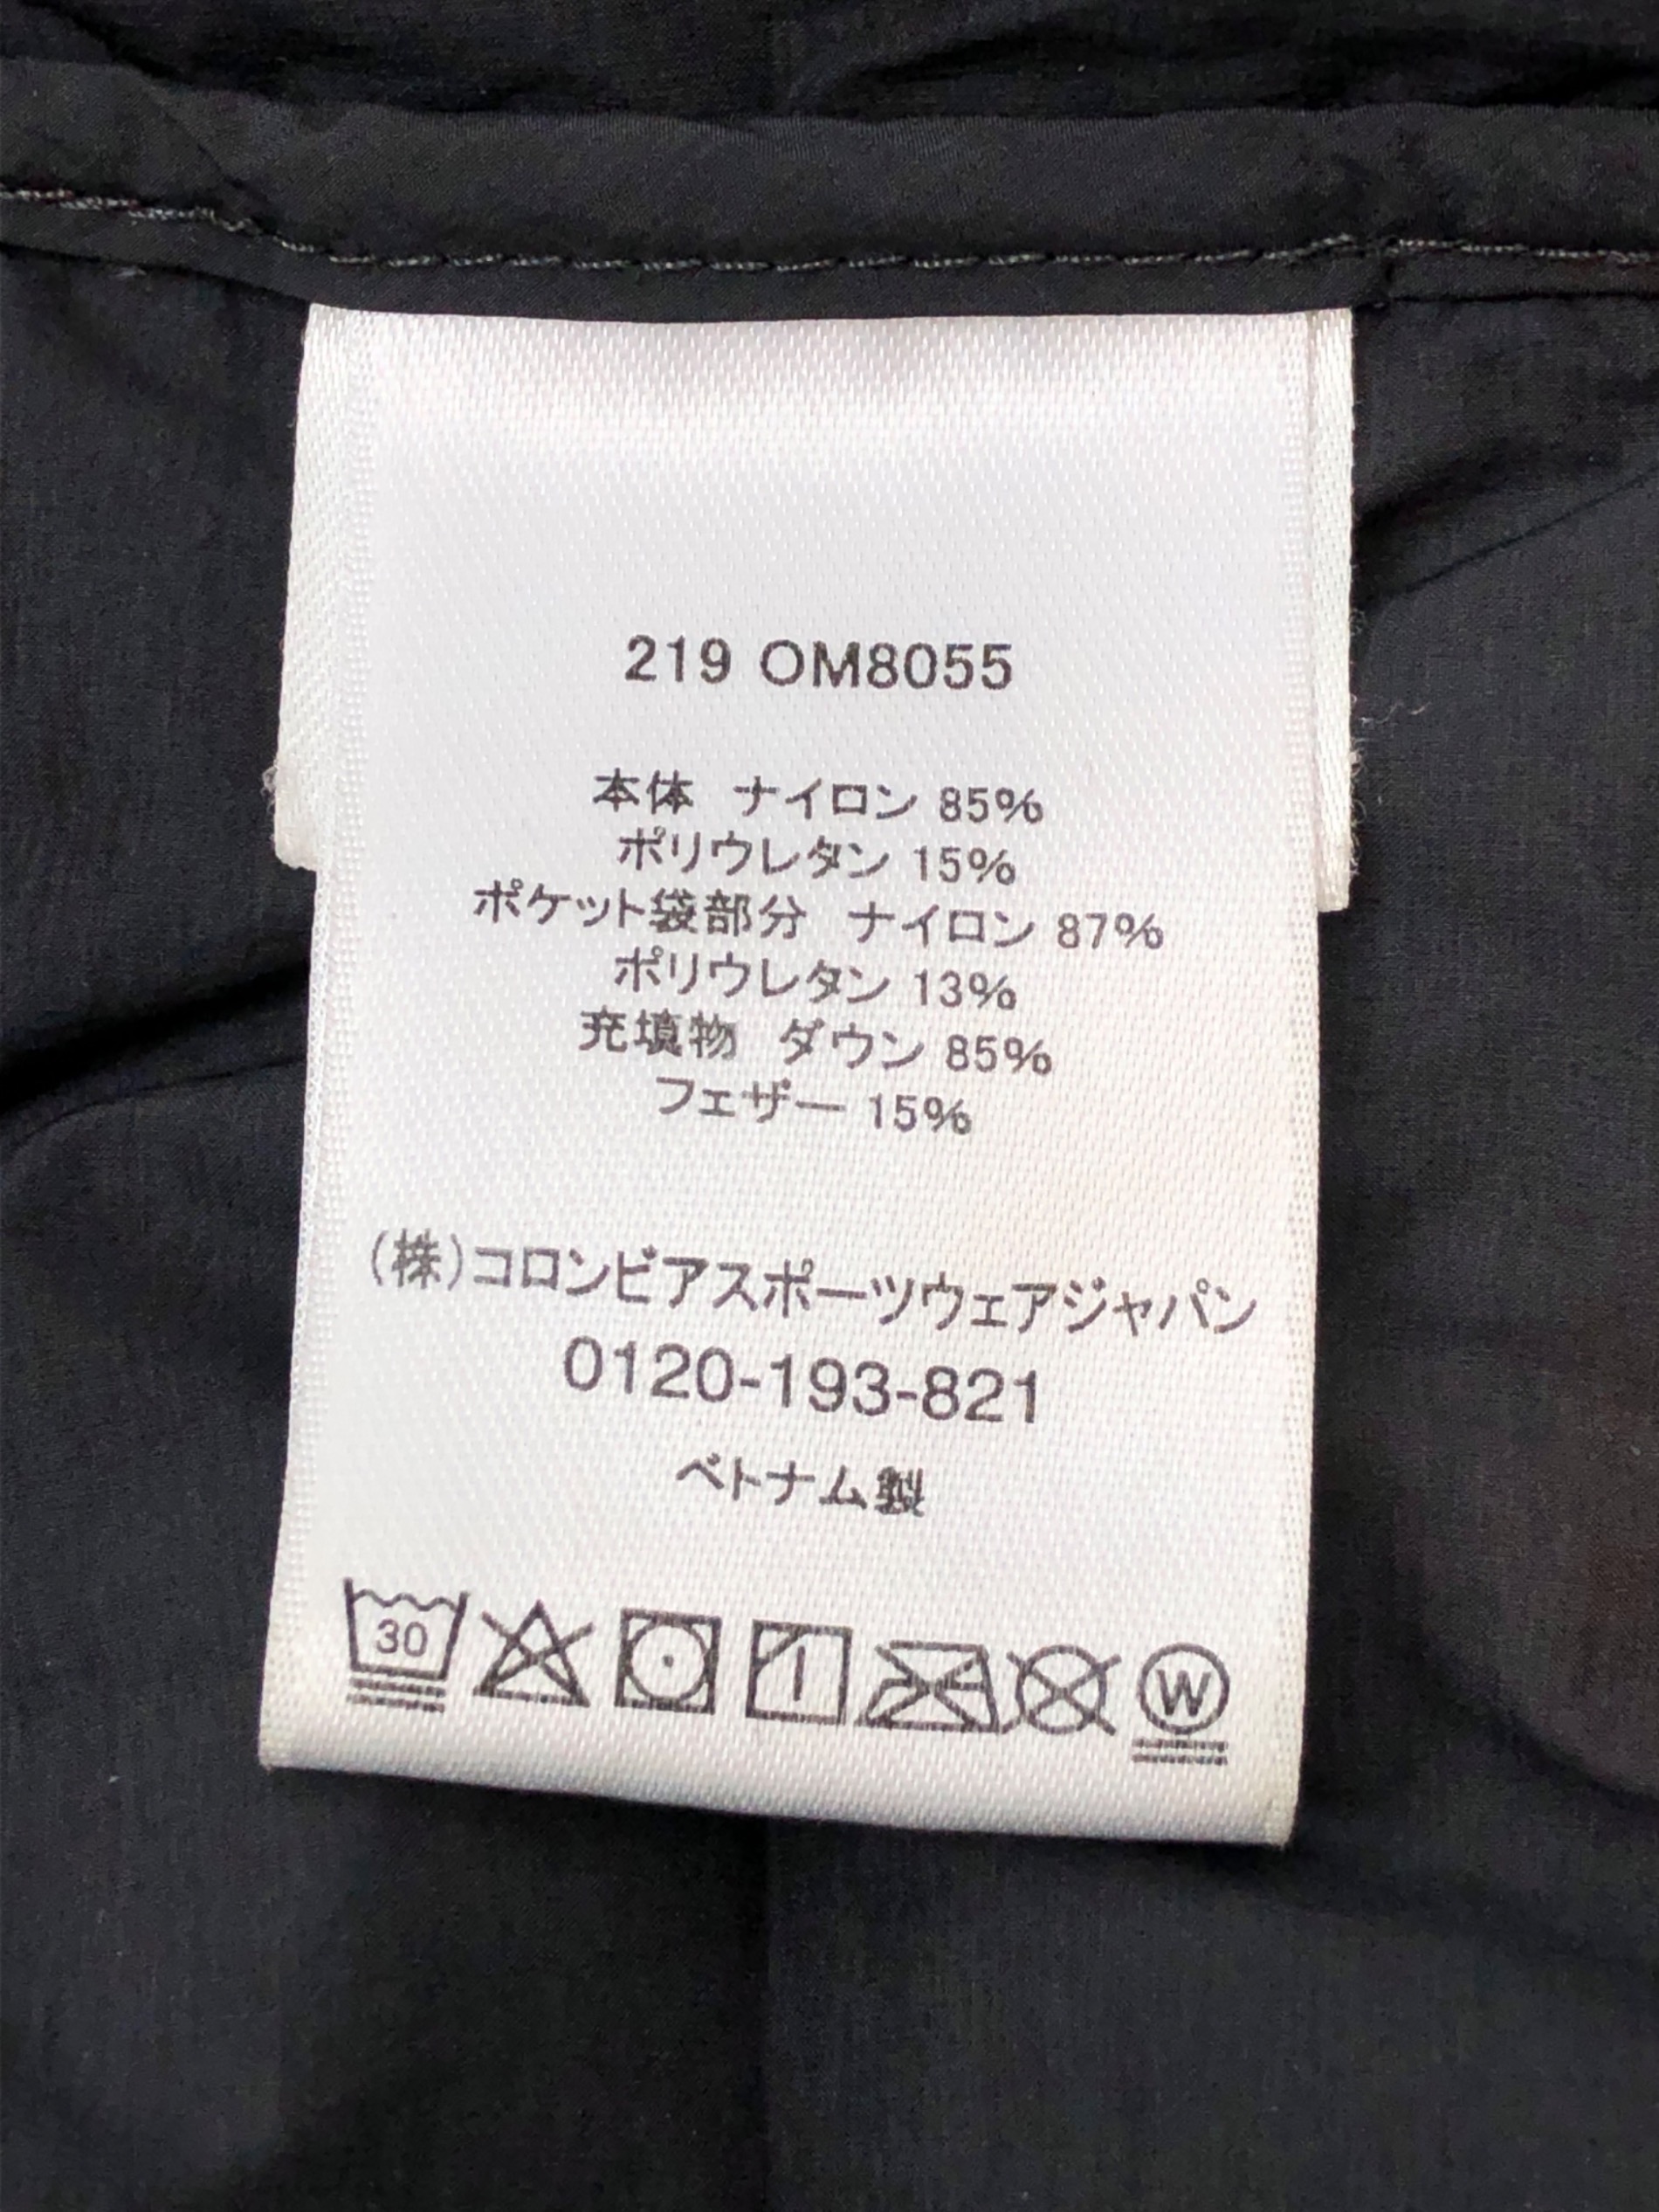 219 OM8055
本体 ナイロン 85%
ポリウレタン 15%
ポケット袋部分 ナイロン 87%
ポリウレタン 13%
充填物 ダウン 85%
フェザー 15%
(株)コロンビアスポーツウェアジャパン
0120-193-821
ベトナム製
30 W